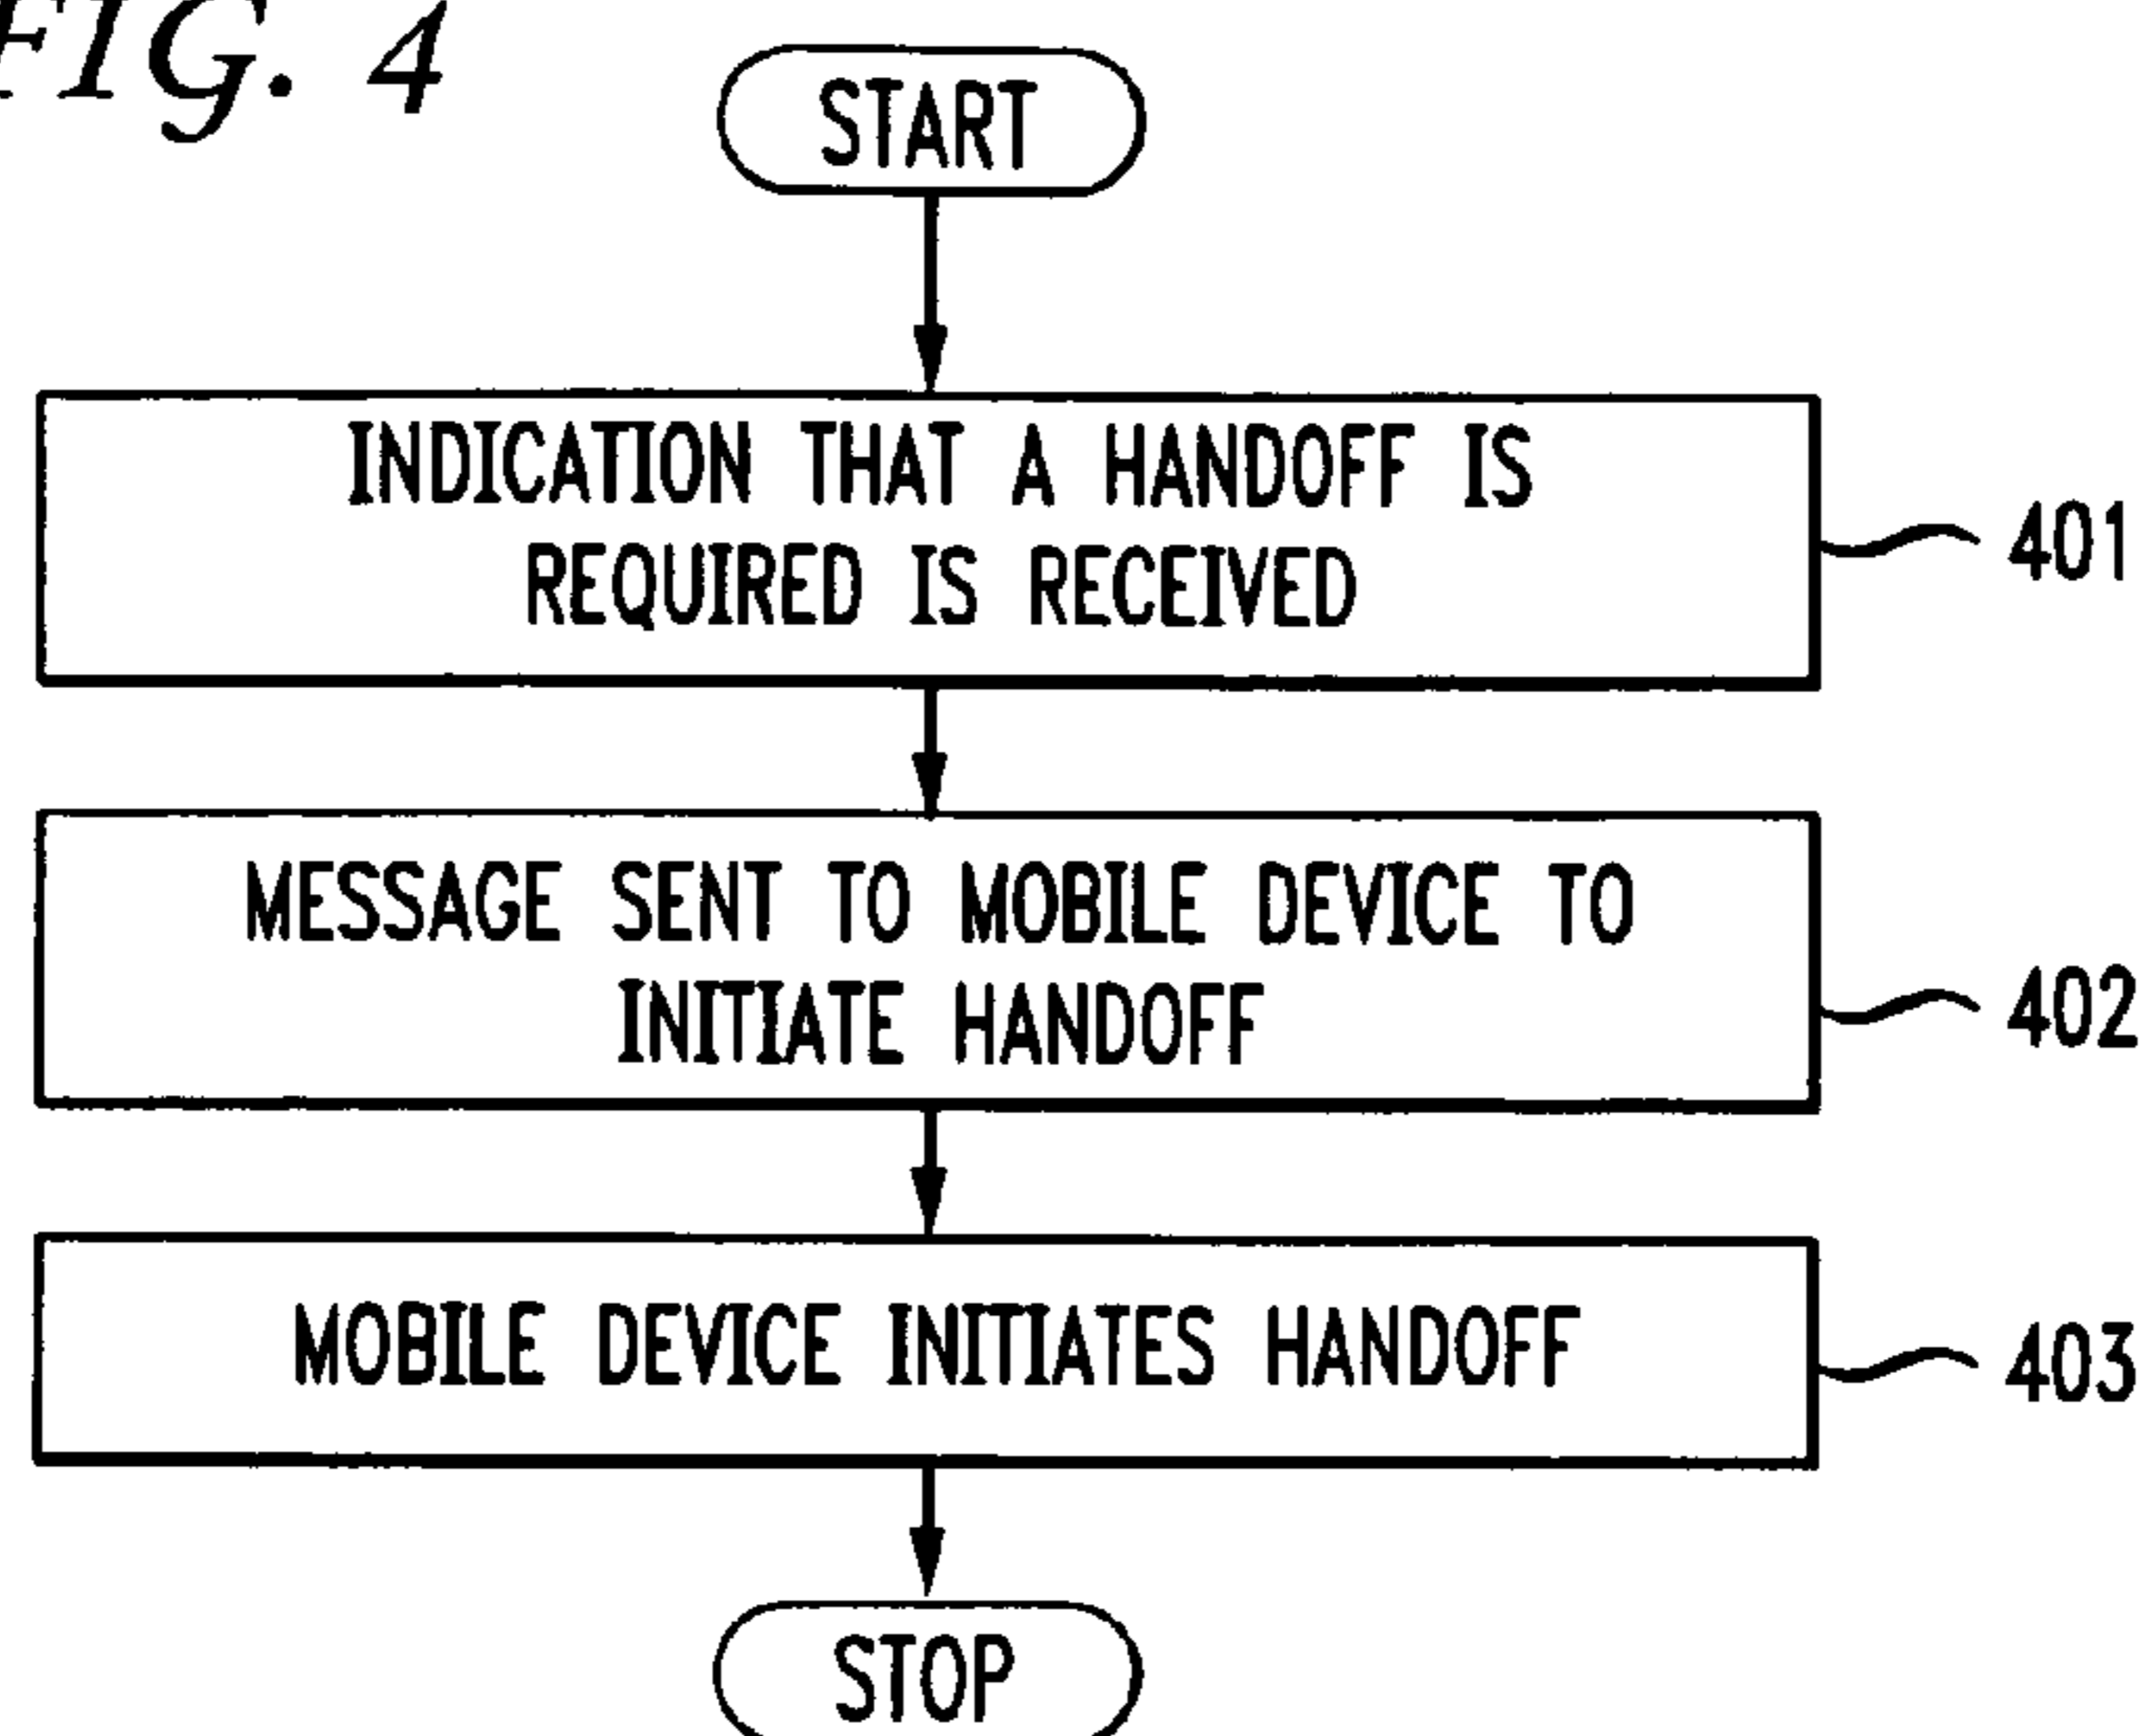 FIG. 4
START
INDICATION THAT A HANDOFF IS
REQUIRED IS RECEIVED
401
MESSAGE SENT TO MOBILE DEVICE TO
INITIATE HANDOFF
402
MOBILE DEVICE INITIATES HANDOFF
403
STOP